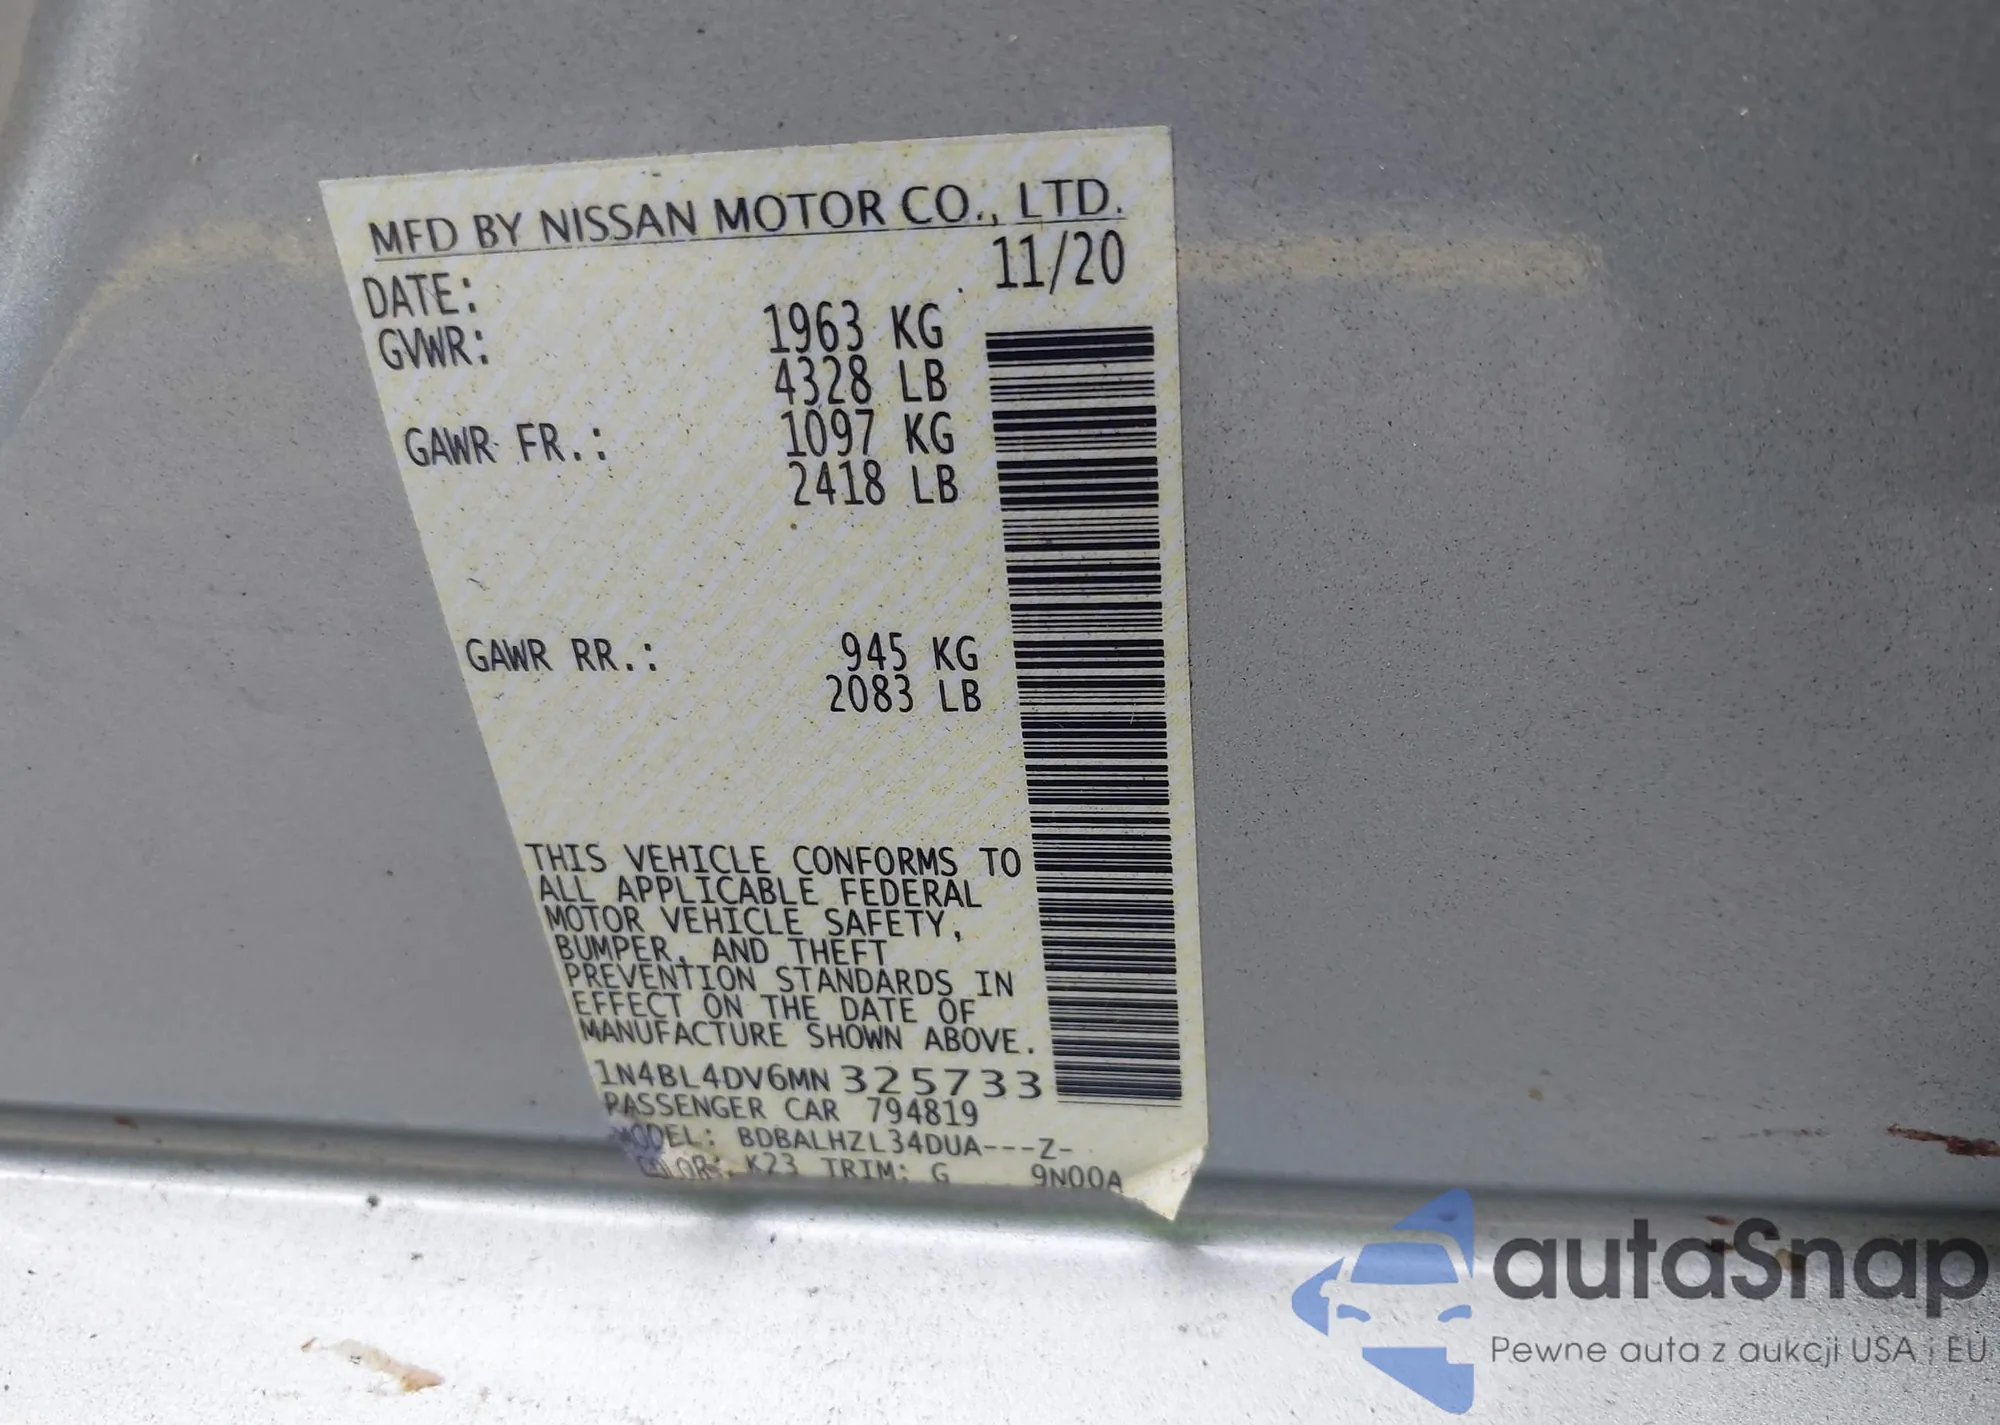 MFD BY NISSAN MOTOR CO., LTD.
DATE: 11/20
GVWR: 1963 KG
4328 LB
GAWR FR.: 1097 KG
2418 LB
GAWR RR.: 945 KG
2083 LB
THIS VEHICLE CONFORMS TO
ALL APPLICABLE FEDERAL
MOTOR VEHICLE SAFETY,
BUMPER, AND THEFT
PREVENTION STANDARDS IN
EFFECT ON THE DATE OF
MANUFACTURE SHOWN ABOVE.
1N4BL4DV6MN325733
PASSENGER CAR 794819
MODEL: BDBALHZL34DUA---Z-
COLOR: K23 TRIM: G 9N00A
autaSnap
Pewne auta z aukcji USA i EU